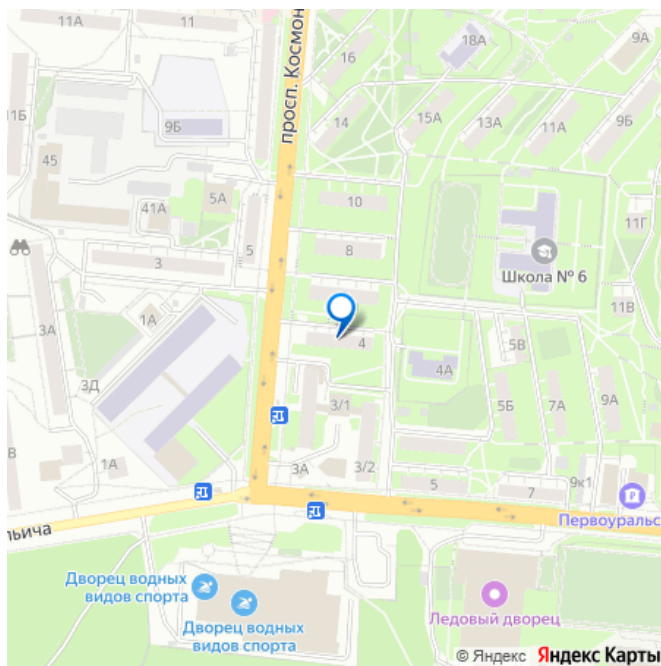 11А
11
просп. Космон
16
18А
9А
11Б
9Б
14
15А
13А
11А
9Б
45
41А
5А
10
11Г
5
8
3
Школа № 6
11В
3А
1А
4
5В
4А
3Д
3/1
5Б
7А
9А
В
1А
3А
3/2
5
7
9к1
Первоуральс
льича
Дворец водных
видов спорта
Дворец водных
видов спорта
Ледовый дворец
© Яндекс Яндекс Карты